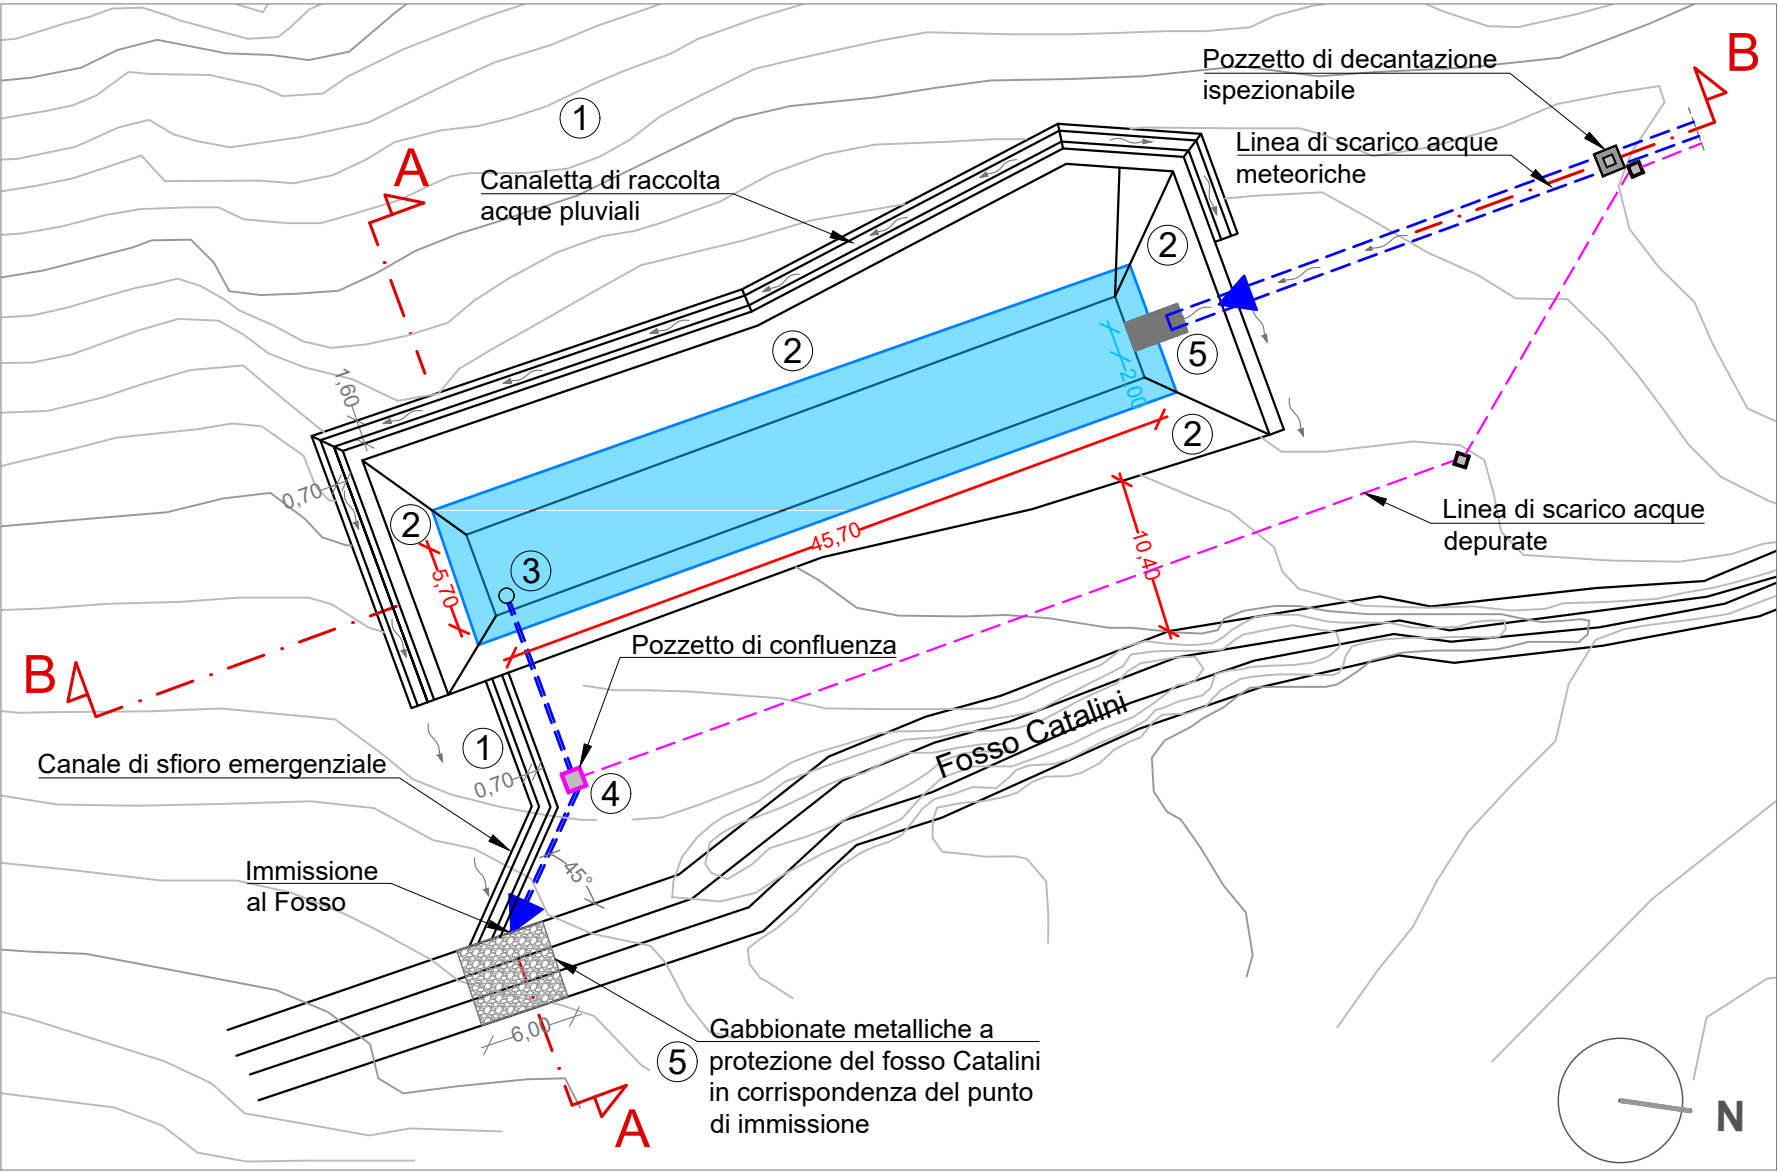 Pozzetto di decantazione
ispezionabile
B
1
Linea di scarico acque
meteoriche
A
Canaletta di raccolta
acque pluviali
2
2
5
1,60
2,00
2
0,70
2
Linea di scarico acque
depurate
45,70
10,40
3
5,70
Pozzetto di confluenza
B
Fosso Catalini
1
Canale di sfioro emergenziale
0,70
4
Immissione
al Fosso
45°
6,00
Gabbionate metalliche a
5
protezione del fosso Catalini
in corrispondenza del punto
di immissione
A
N